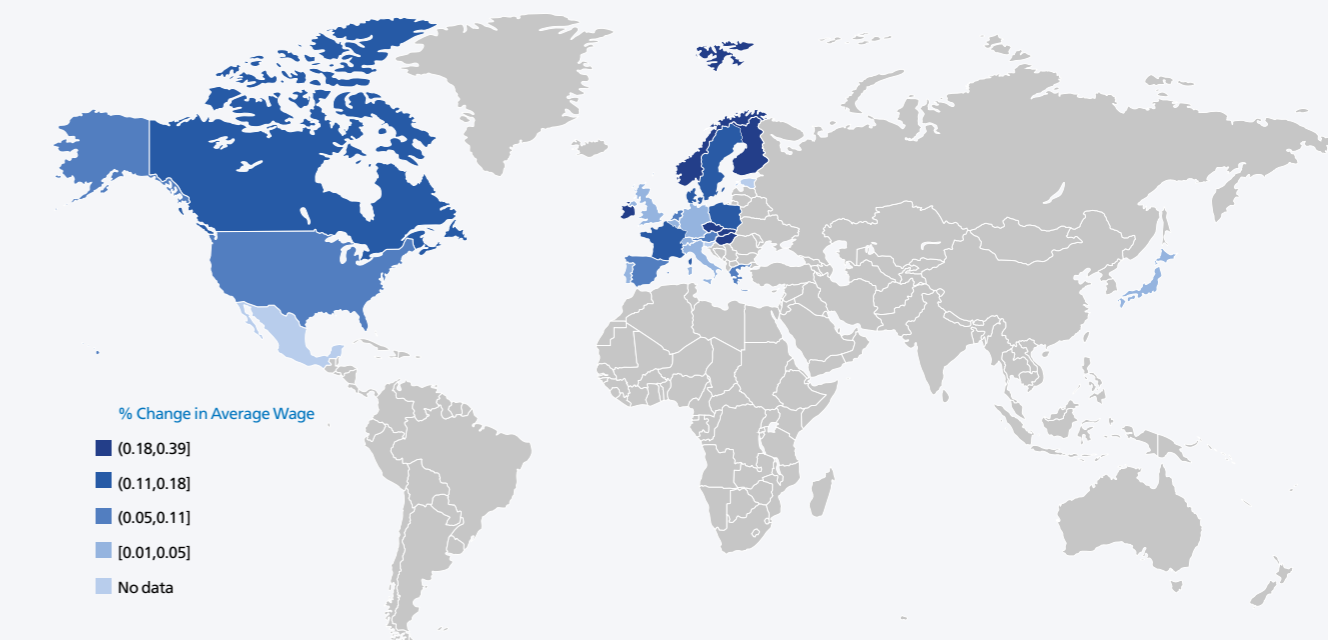 % Change in Average Wage
(0.18,0.39]
(0.11,0.18]
(0.05,0.11]
[0.01,0.05]
No data